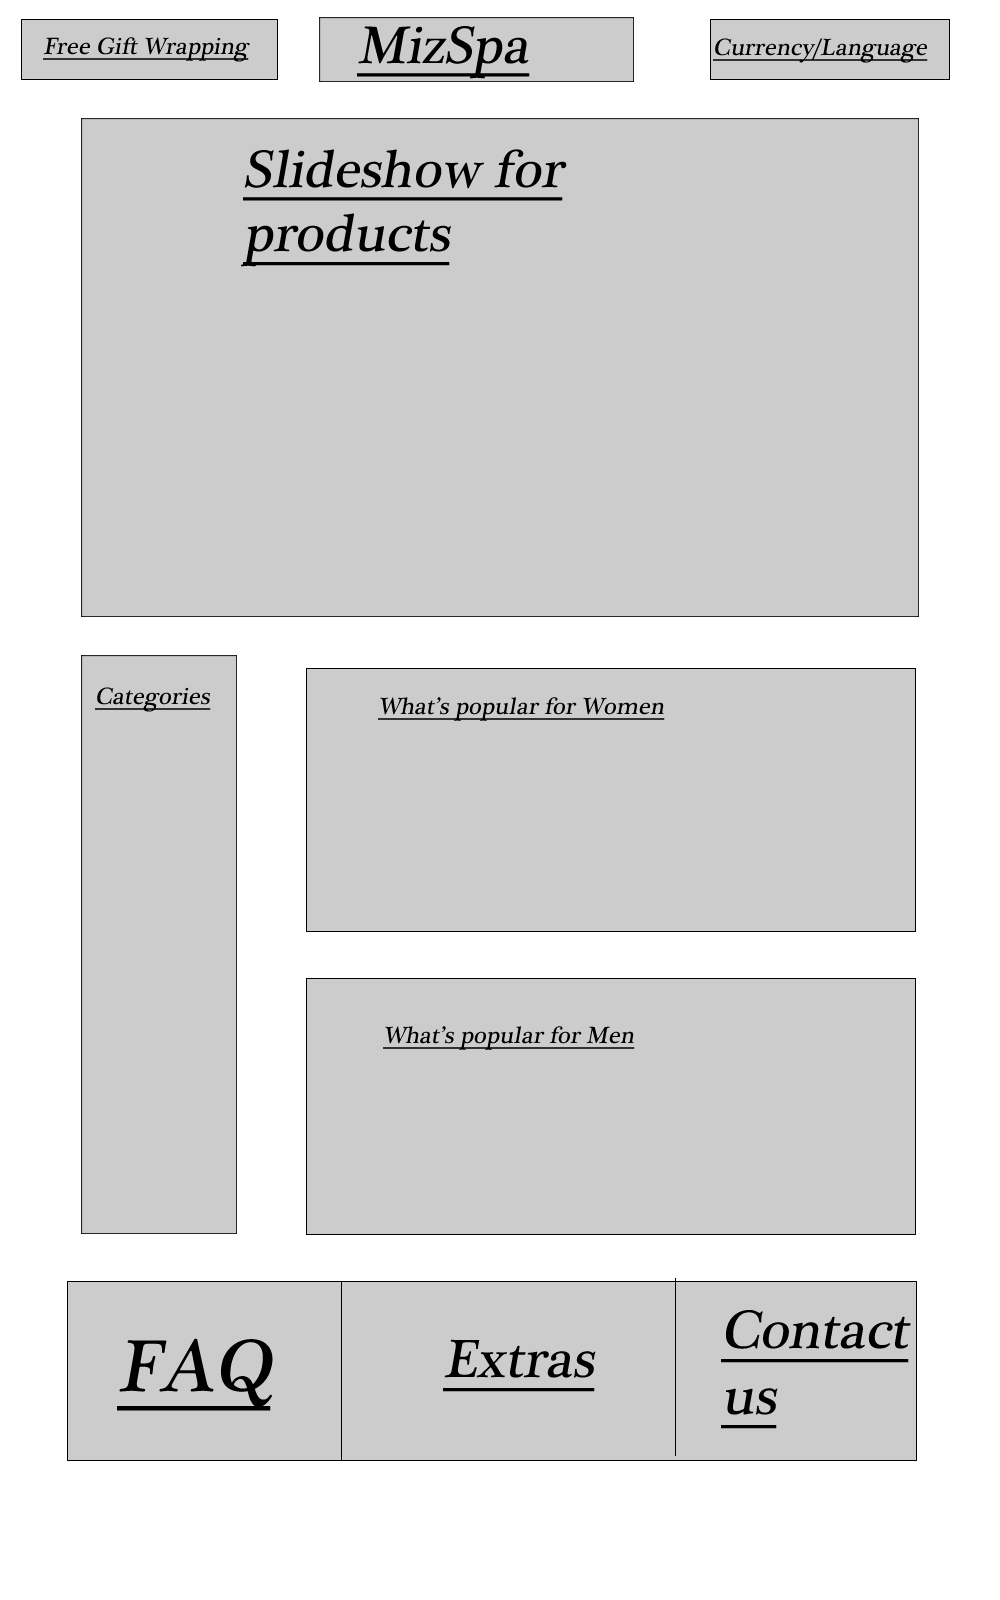 Free Gift Wrapping
MizSpa
Currency/Language
Slideshow for
products
Categories
What's popular for Women
What's popular for Men
FAQ
Extras
Contact
us